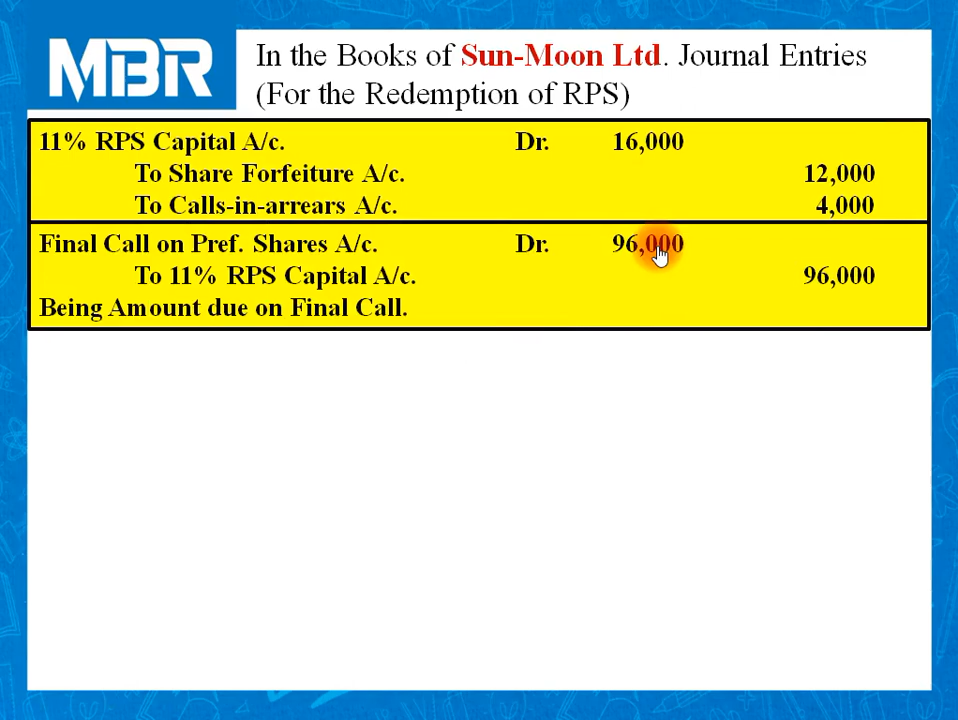 MBR
In the Books of Sun-Moon Ltd. Journal Entries
(For the Redemption of RPS)
11% RPS Capital A/c. Dr. 16,000
To Share Forfeiture A/c. 12,000
To Calls-in-arrears A/c. 4,000
Final Call on Pref. Shares A/c. Dr. 96,000
To 11% RPS Capital A/c. 96,000
Being Amount due on Final Call.